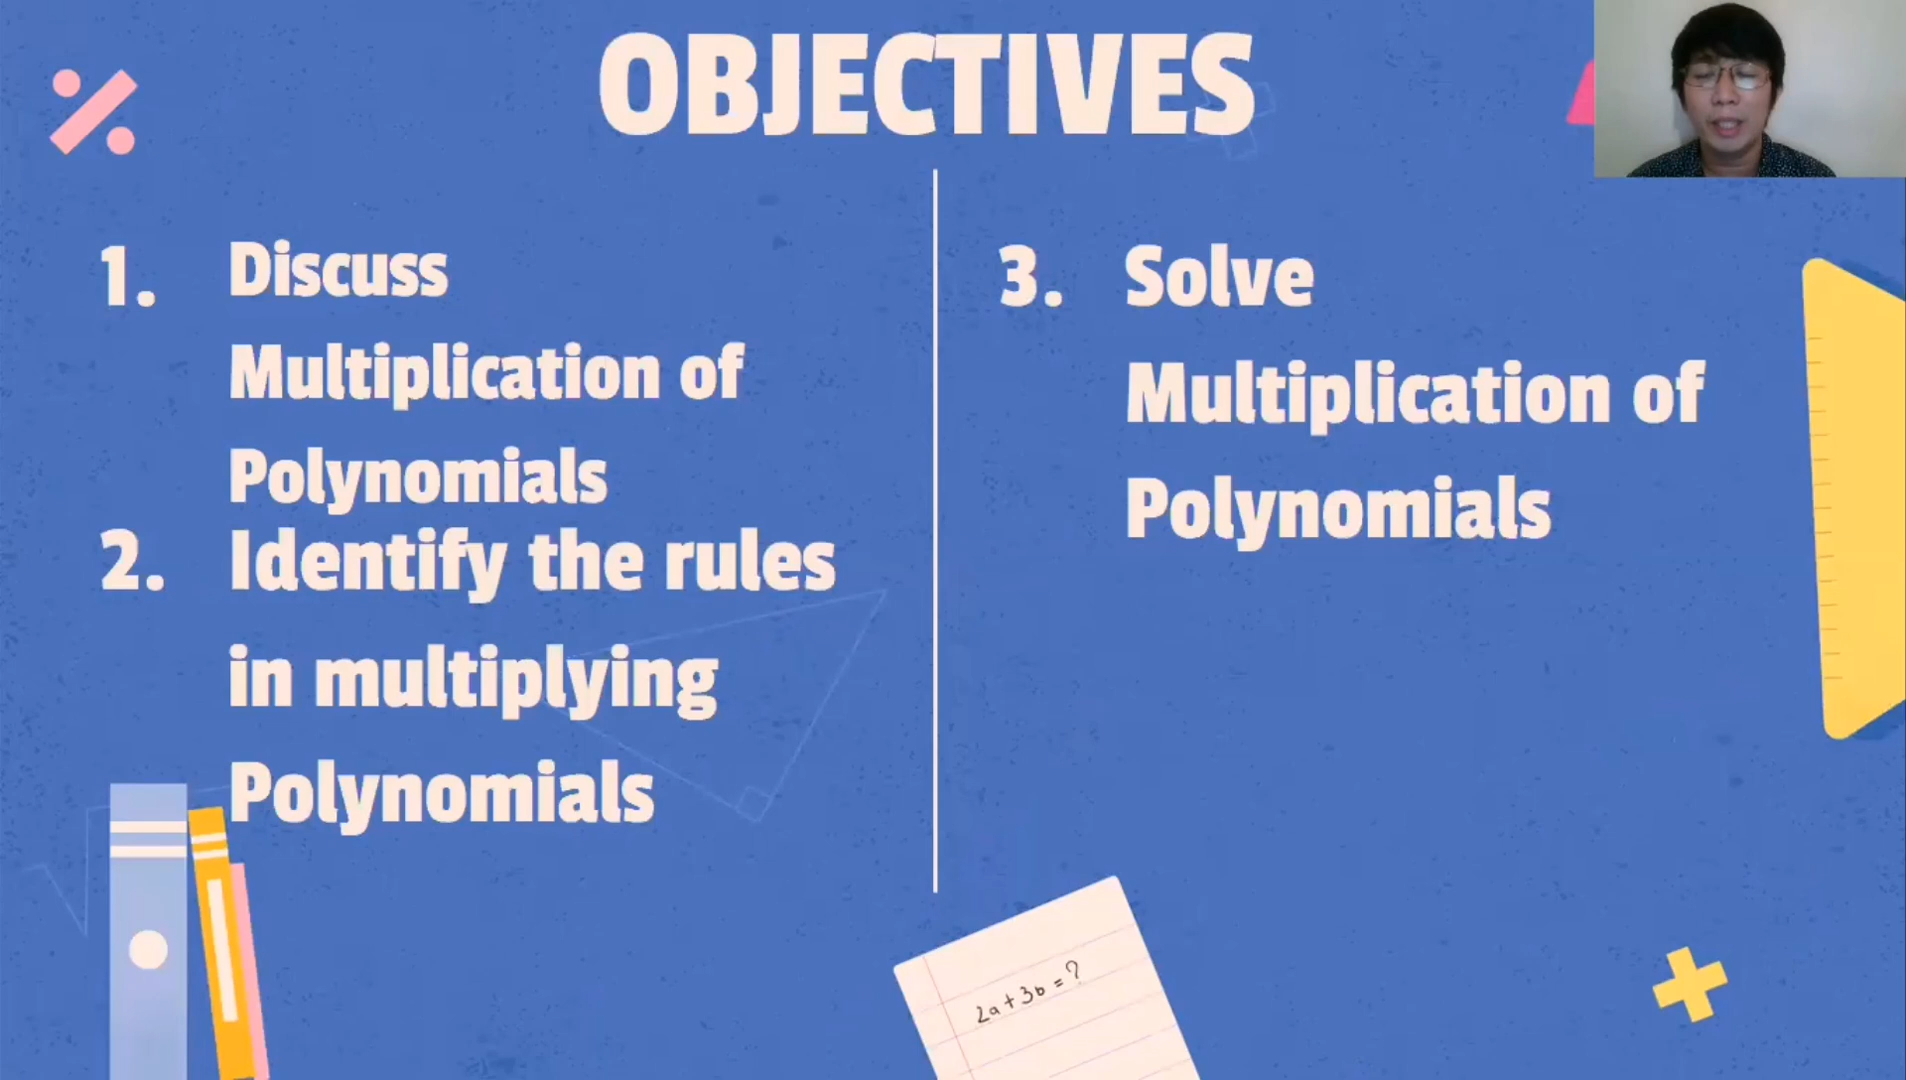 OBJECTIVES
1. Discuss
Multiplication of
Polynomials
2. Identify the rules
in multiplying
Polynomials
3. Solve
Multiplication of
Polynomials
2a+3b=?